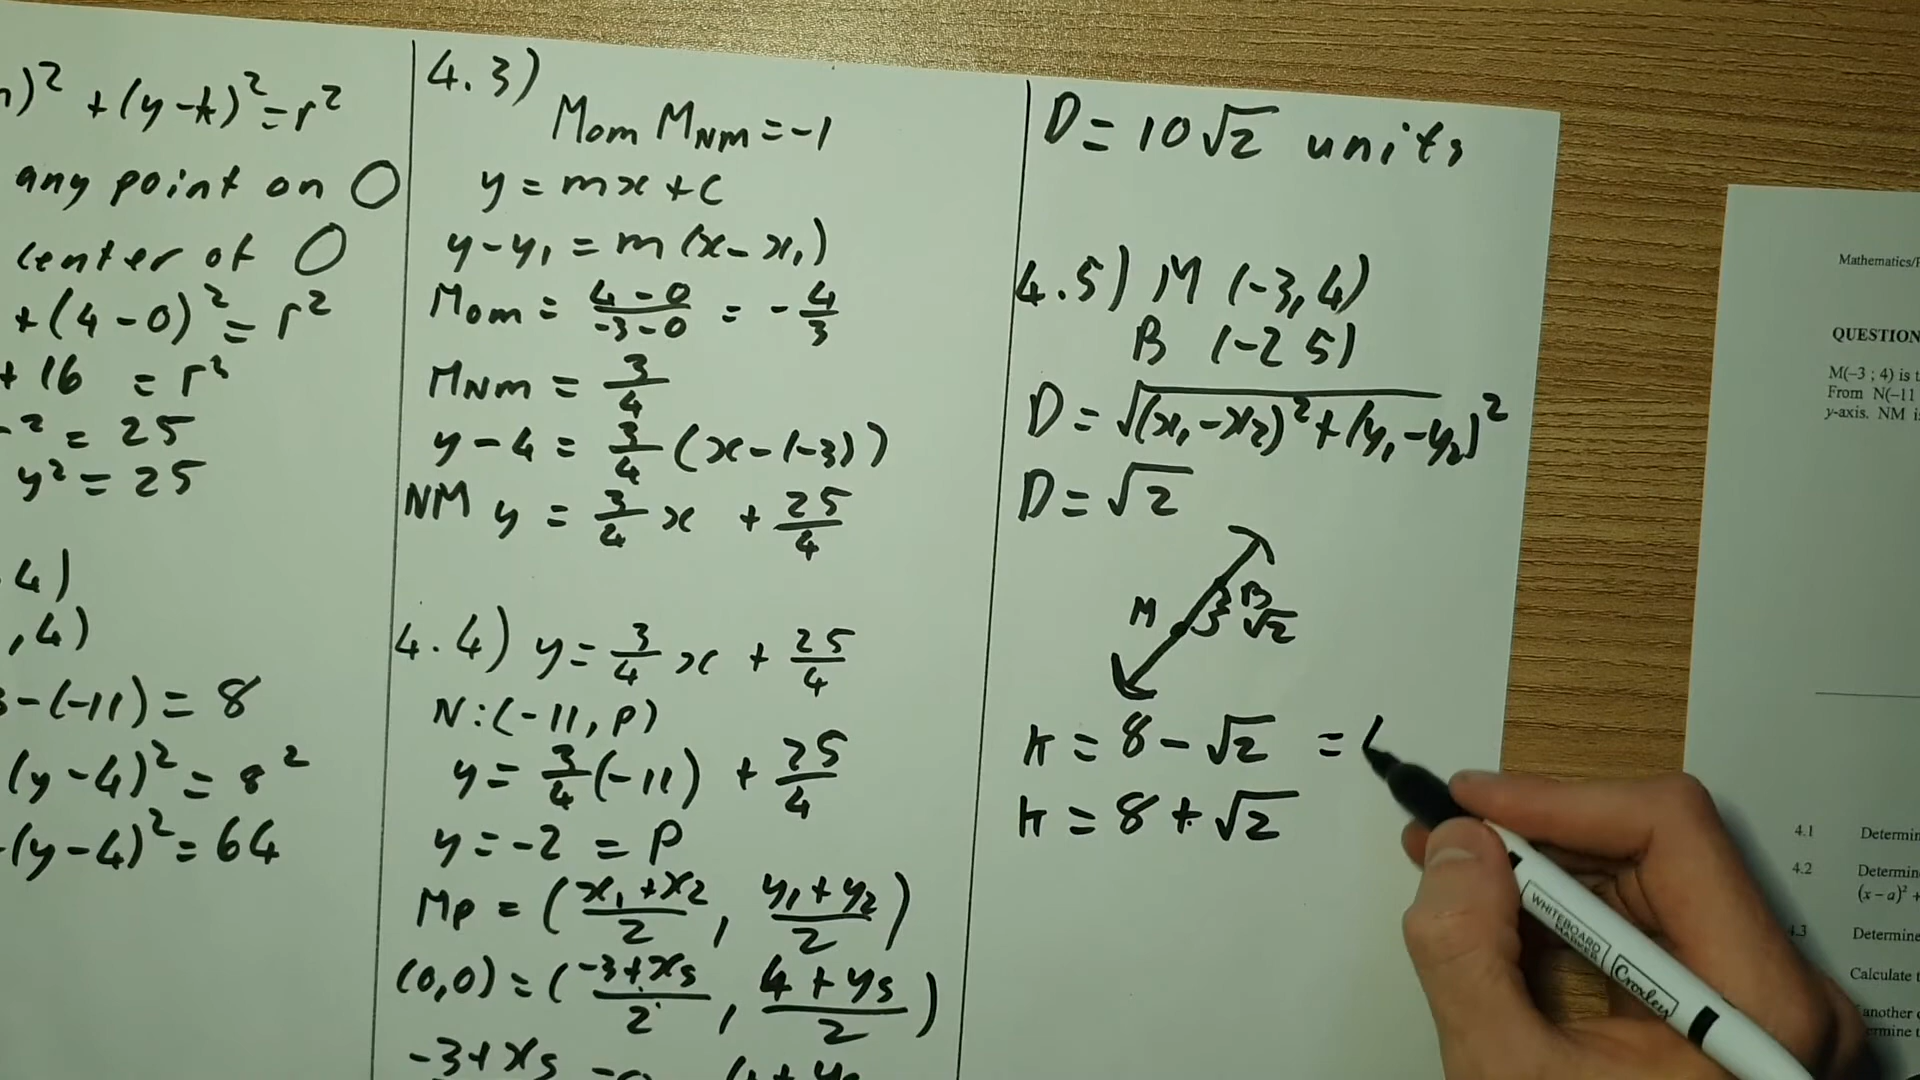 )² + (y-k)² = r²
any point on O
center of O
+ (4-0)² = r²
+ 16 = r²
² = 25
y² = 25
4)
,4)
-(-11) = 8
(y-4)² = 8²
(y-4)² = 64
4.3)
Mom MNM = -1
y = mx + c
y - y₁ = m (x - x₁)
Mom = 4-0/-3-0 = -4/3
MNM = 3/4
y - 4 = 3/4 (x - (-3))
NM y = 3/4 x + 25/4
4.4) y = 3/4 x + 25/4
N: (-11, P)
y = 3/4 (-11) + 25/4
y = -2 = P
MP = (x₁+x₂/2, y₁+y₂/2)
(0,0) = (-3+xs/2, 4+ys/2)
-3+xs
D = 10√2 units
4.5) M (-3,4)
B (-2 5)
D = √(x₁-x₂)² + (y₁-y₂)²
D = √2
B
M √2
k = 8 - √2 =
k = 8 + √2
Mathematics/
QUESTION
M(-3 ; 4) is
From N(-11
y-axis. NM
4.1 Determin
4.2 Determin
(x - a)² +
4.3 Determine
Calculate
another
ermine
WHITEBOARD MARKER Croxley